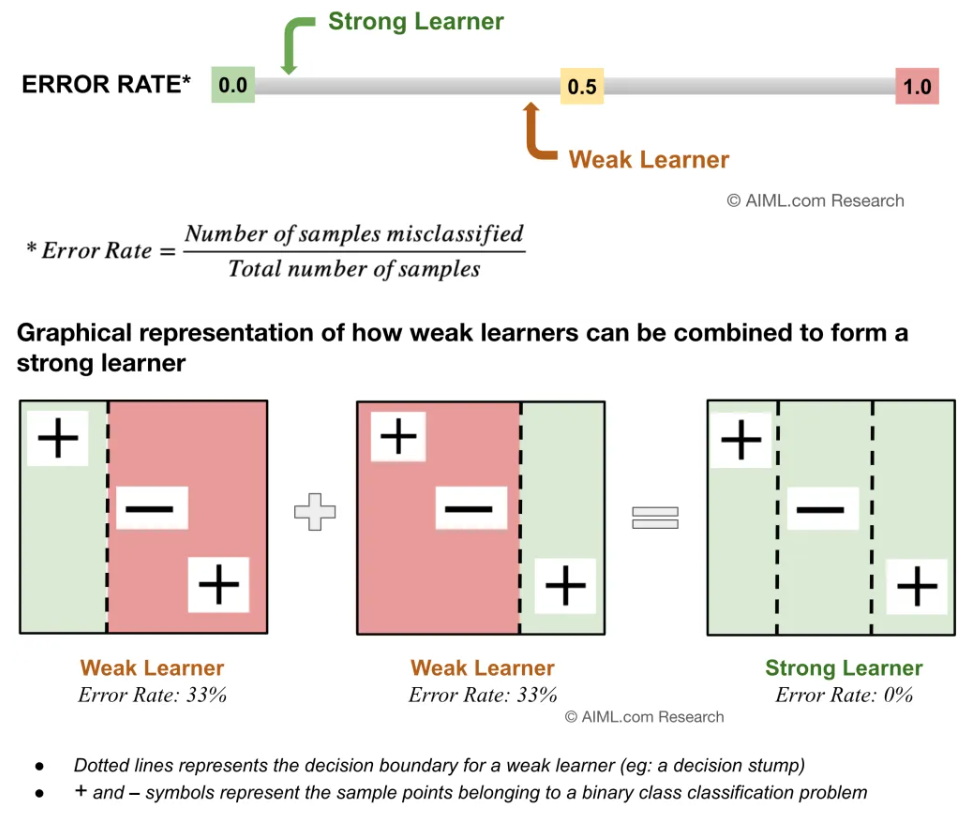 Strong Learner
ERROR RATE*
0.0
0.5
1.0
Weak Learner
© AIML.com Research
* Error Rate = Number of samples misclassified
Total number of samples
Graphical representation of how weak learners can be combined to form a
strong learner
+
−
+
+
−
+
+
−
+
Weak Learner
Error Rate: 33%
Weak Learner
Error Rate: 33%
Strong Learner
Error Rate: 0%
© AIML.com Research
● Dotted lines represents the decision boundary for a weak learner (eg: a decision stump)
● + and – symbols represent the sample points belonging to a binary class classification problem